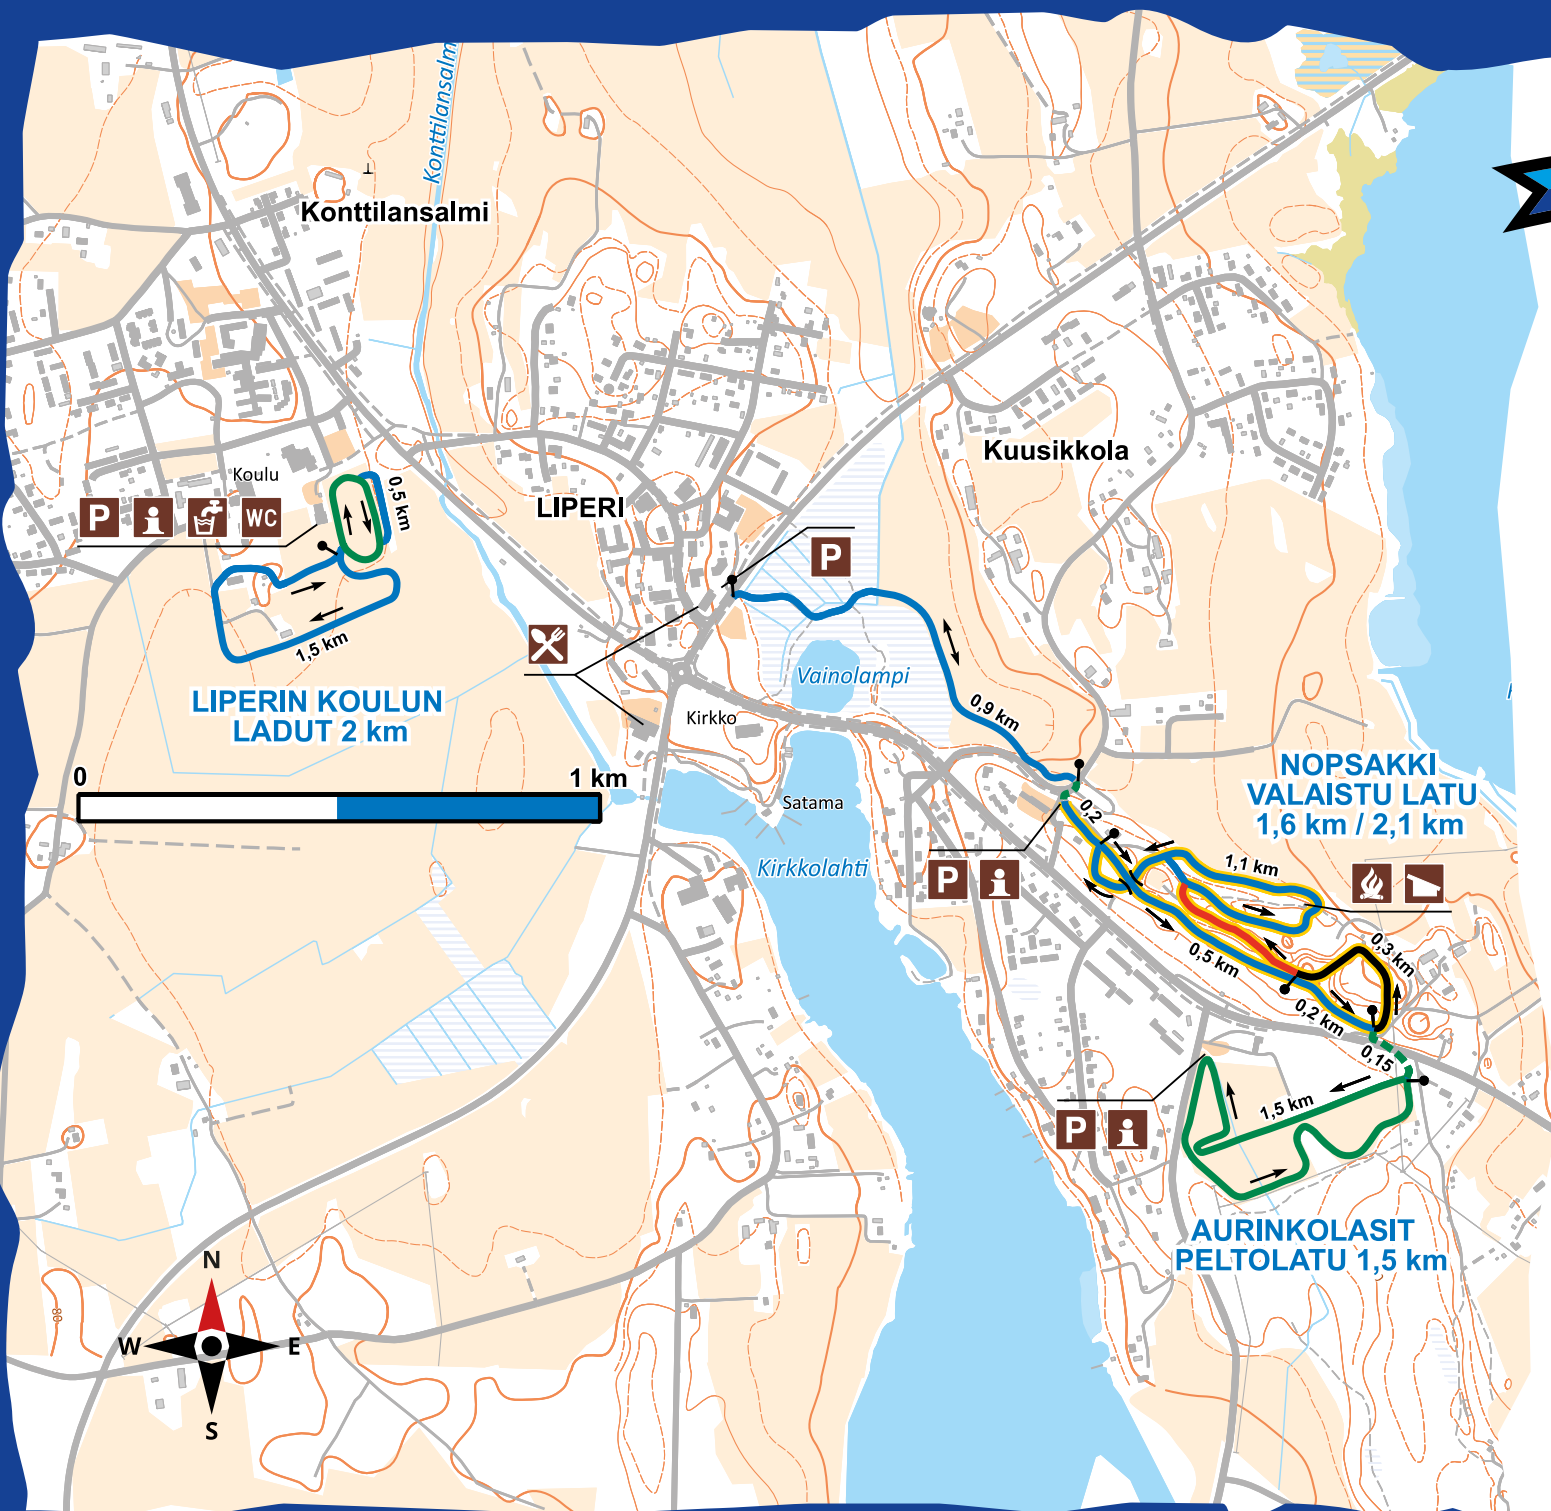 Konttilansalmi
Konttilansalmi
Kuusikkola
Koulu
0,5 km
P
WC
LIPERI
P
1,5 km
Vainolampi
LIPERIN KOULUN
LADUT 2 km
Kirkko
0,9 km
0
1 km
NOPSAKKI
VALAISTU LATU
1,6 km / 2,1 km
Satama
0,2
Kirkkolahti
1,1 km
P
0,5 km
0,3 km
0,2 km
0,15
1,5 km
P
AURINKOLASIT
PELTOLATU 1,5 km
N
W
E
S